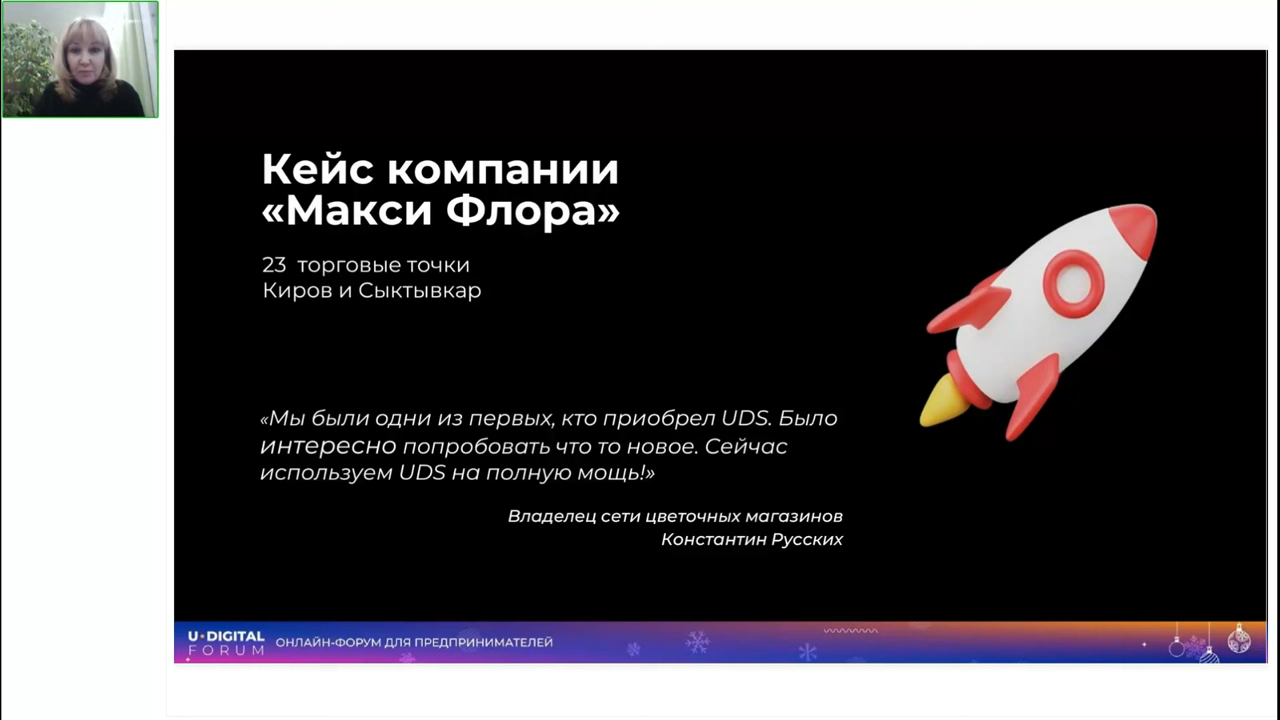 Кейс компании
«Макси Флора»
23 торговые точки
Киров и Сыктывкар
«Мы были одни из первых, кто приобрел UDS. Было
интересно попробовать что то новое. Сейчас
используем UDS на полную мощь!»
Владелец сети цветочных магазинов
Константин Русских
U·DIGITAL
FORUM
ОНЛАЙН-ФОРУМ ДЛЯ ПРЕДПРИНИМАТЕЛЕЙ